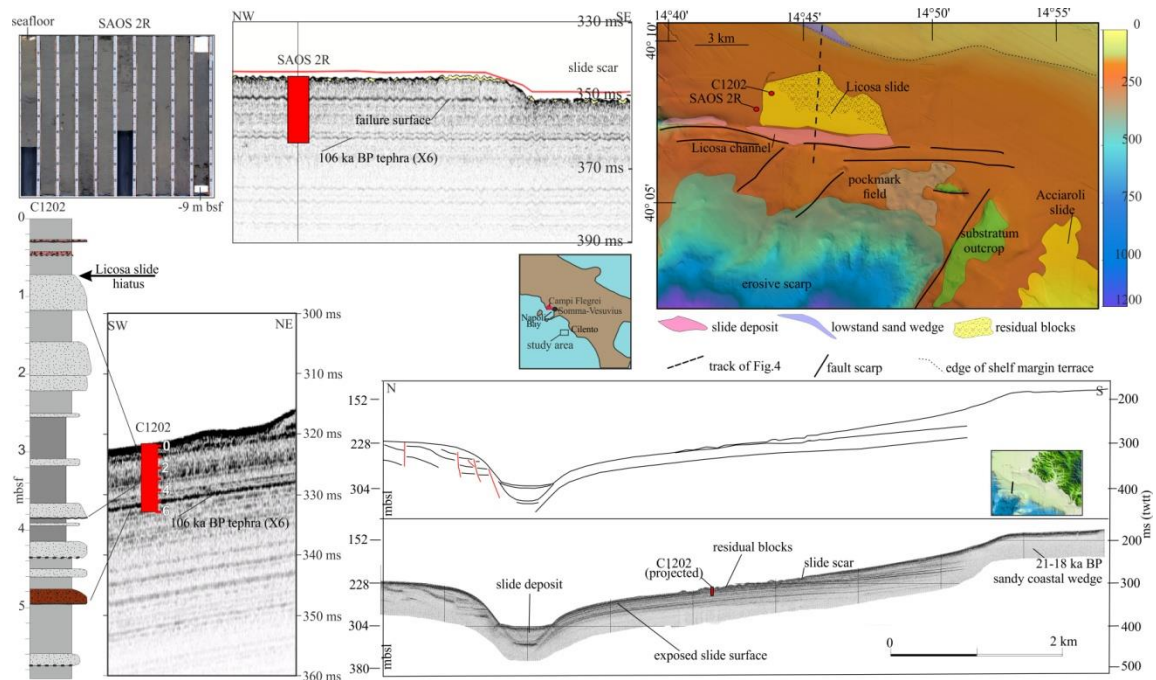 seafloor
SAOS 2R
-9 m bsf
NW
SE
330 ms
350 ms
370 ms
390 ms
SAOS 2R
slide scar
failure surface
106 ka BP tephra (X6)
14°40'
14°45'
14°50'
14°55'
40° 10'
40° 05'
3 km
C1202
SAOS 2R
Licosa slide
Licosa channel
pockmark
field
Acciaroli
slide
substratum
outcrop
erosive scarp
0
250
500
750
1000
1200
slide deposit
lowstand sand wedge
residual blocks
track of Fig.4
fault scarp
edge of shelf margin terrace
Campi Flegrei
Somma-Vesuvius
Bay
Cilento
study area
C1202
0
1
2
3
4
5
mbsf
Licosa slide
hiatus
SW
NE
300 ms
310 ms
320 ms
330 ms
340 ms
350 ms
360 ms
C1202
0
106 ka BP tephra (X6)
N
S
152
228
304
mbsl
200
300
400
ms (twtt)
152
228
304
380
mbsl
200
300
400
500
slide deposit
C1202
(projected)
residual blocks
slide scar
21-18 ka BP
sandy coastal wedge
exposed slide surface
0
2 km